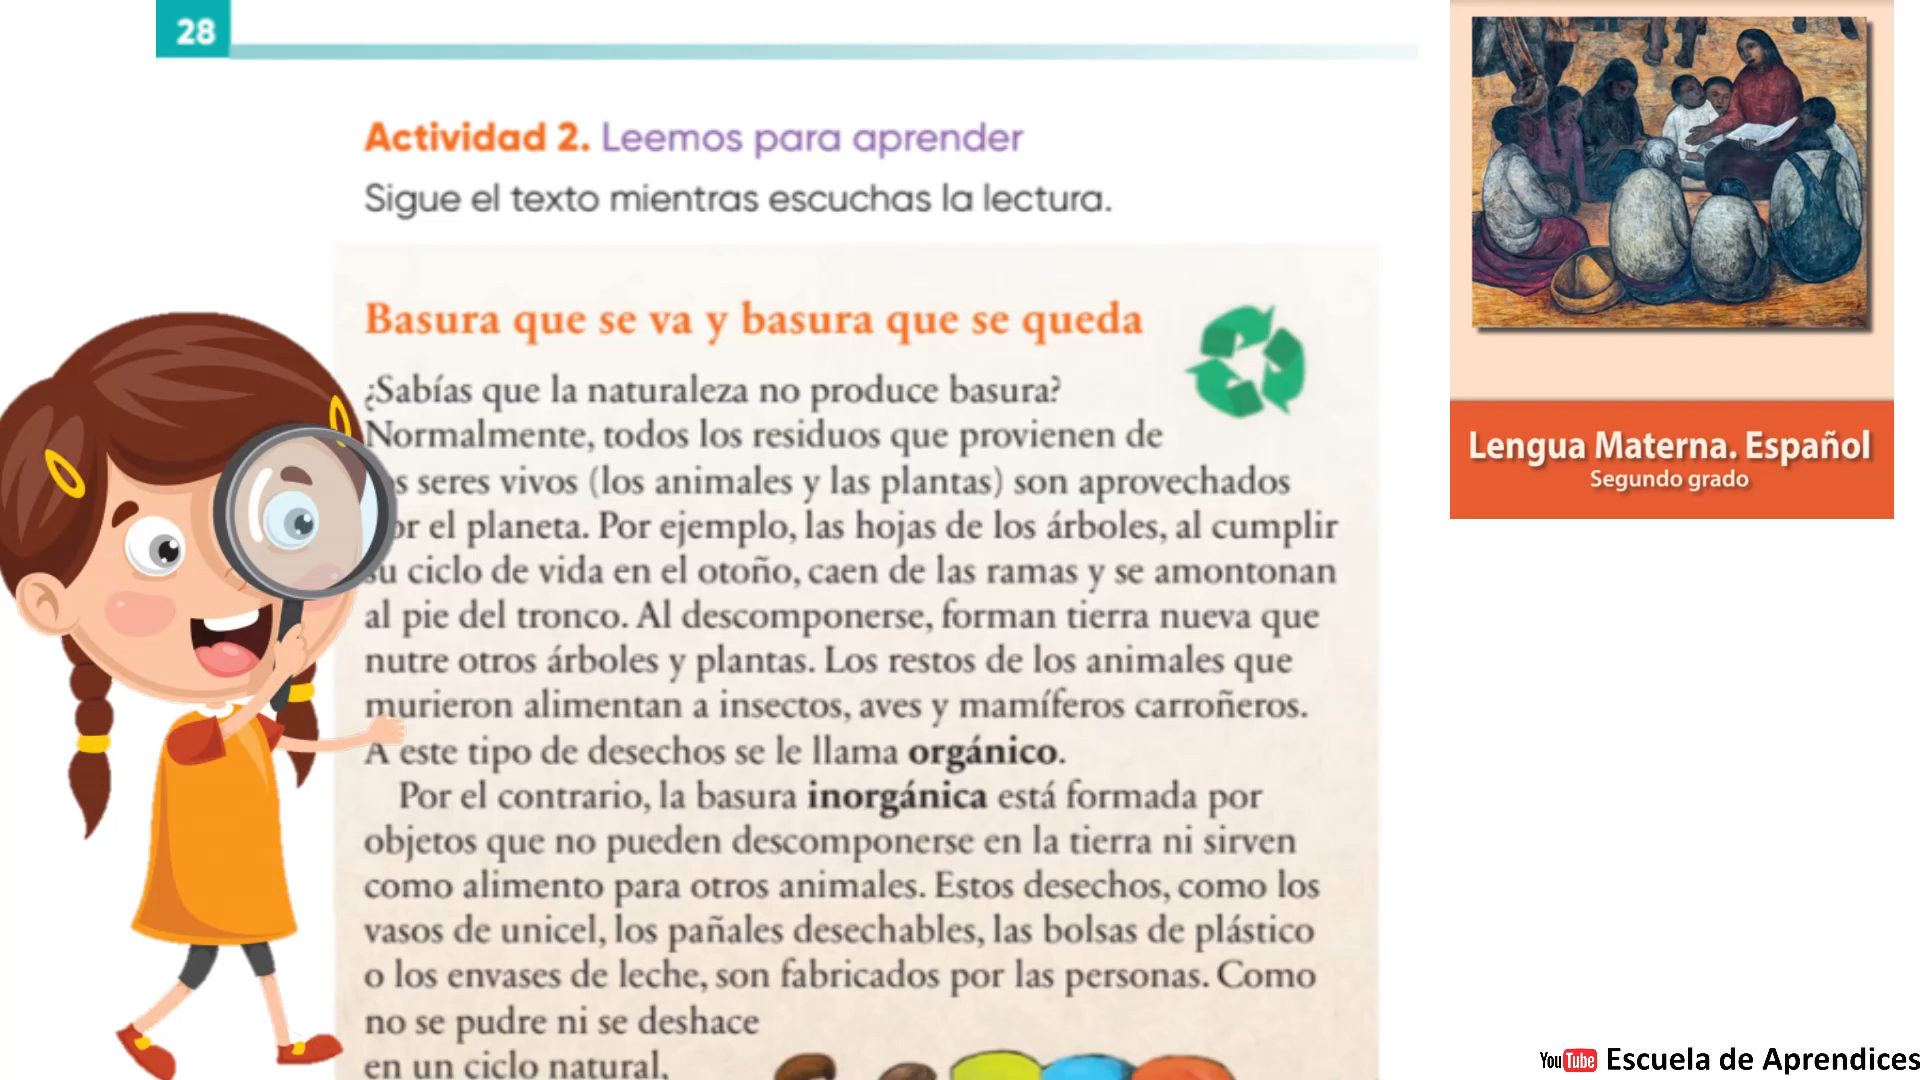 28
Actividad 2. Leemos para aprender
Sigue el texto mientras escuchas la lectura.
Basura que se va y basura que se queda
¿Sabías que la naturaleza no produce basura?
Normalmente, todos los residuos que provienen de
seres vivos (los animales y las plantas) son aprovechados
el planeta. Por ejemplo, las hojas de los árboles, al cumplir
su ciclo de vida en el otoño, caen de las ramas y se amontonan
al pie del tronco. Al descomponerse, forman tierra nueva que
nutre otros árboles y plantas. Los restos de los animales que
murieron alimentan a insectos, aves y mamíferos carroñeros.
A este tipo de desechos se le llama orgánico.
Por el contrario, la basura inorgánica está formada por
objetos que no pueden descomponerse en la tierra ni sirven
como alimento para otros animales. Estos desechos, como los
vasos de unicel, los pañales desechables, las bolsas de plástico
o los envases de leche, son fabricados por las personas. Como
no se pudre ni se deshace
en un ciclo natural,
Lengua Materna. Español
Segundo grado
YouTube Escuela de Aprendices